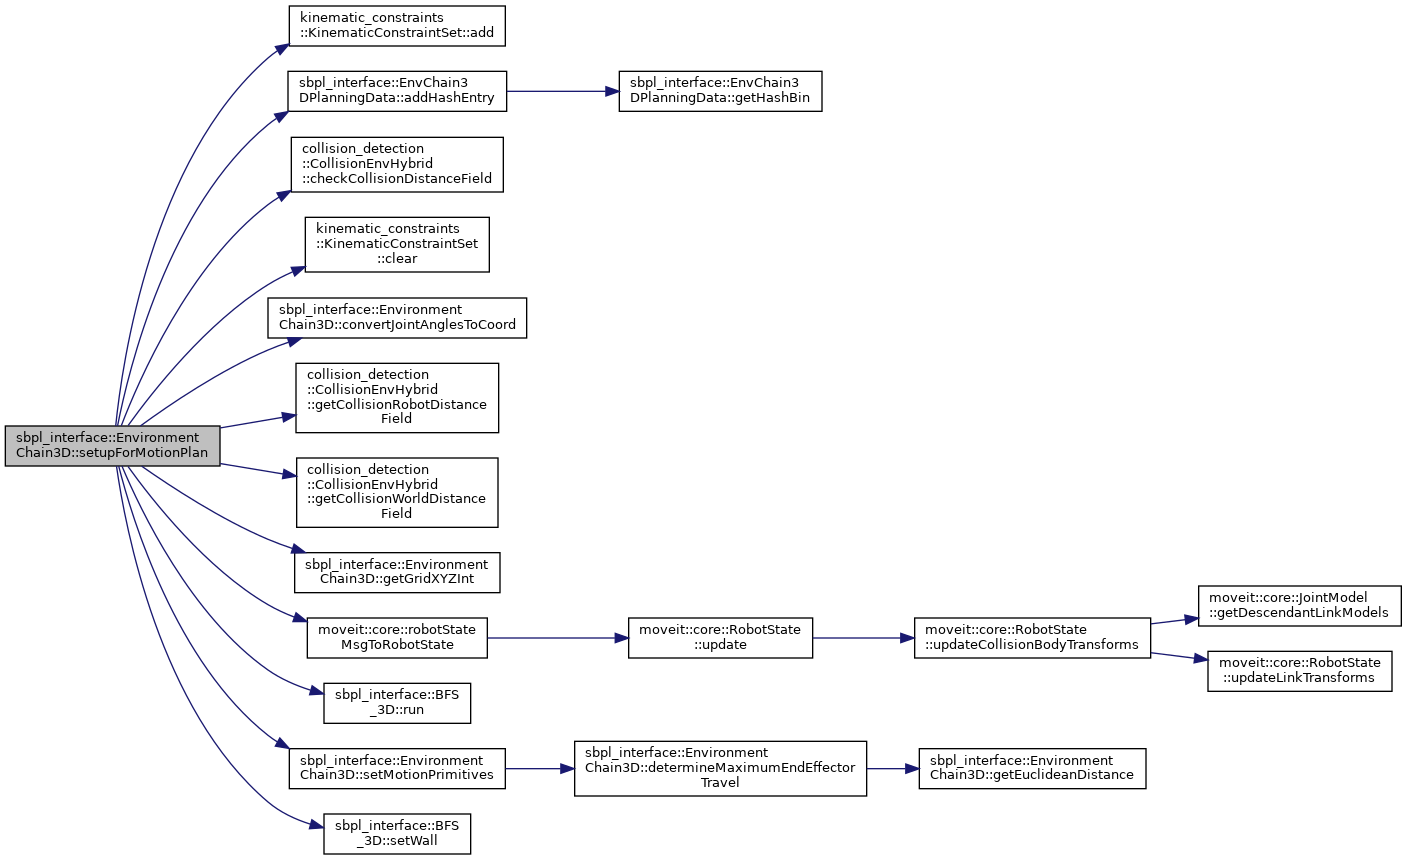 kinematic_constraints
::KinematicConstraintSet::add
sbpl_interface::EnvChain3
DPlanningData::addHashEntry
sbpl_interface::EnvChain3
DPlanningData::getHashBin
collision_detection
::CollisionEnvHybrid
::checkCollisionDistanceField
kinematic_constraints
::KinematicConstraintSet
::clear
sbpl_interface::Environment
Chain3D::convertJointAnglesToCoord
collision_detection
::CollisionEnvHybrid
::getCollisionRobotDistance
Field
sbpl_interface::Environment
Chain3D::setupForMotionPlan
collision_detection
::CollisionEnvHybrid
::getCollisionWorldDistance
Field
sbpl_interface::Environment
Chain3D::getGridXYZInt
moveit::core::robotState
MsgToRobotState
moveit::core::RobotState
::update
moveit::core::RobotState
::updateCollisionBodyTransforms
moveit::core::JointModel
::getDescendantLinkModels
moveit::core::RobotState
::updateLinkTransforms
sbpl_interface::BFS
_3D::run
sbpl_interface::Environment
Chain3D::setMotionPrimitives
sbpl_interface::Environment
Chain3D::determineMaximumEndEffector
Travel
sbpl_interface::Environment
Chain3D::getEuclideanDistance
sbpl_interface::BFS
_3D::setWall